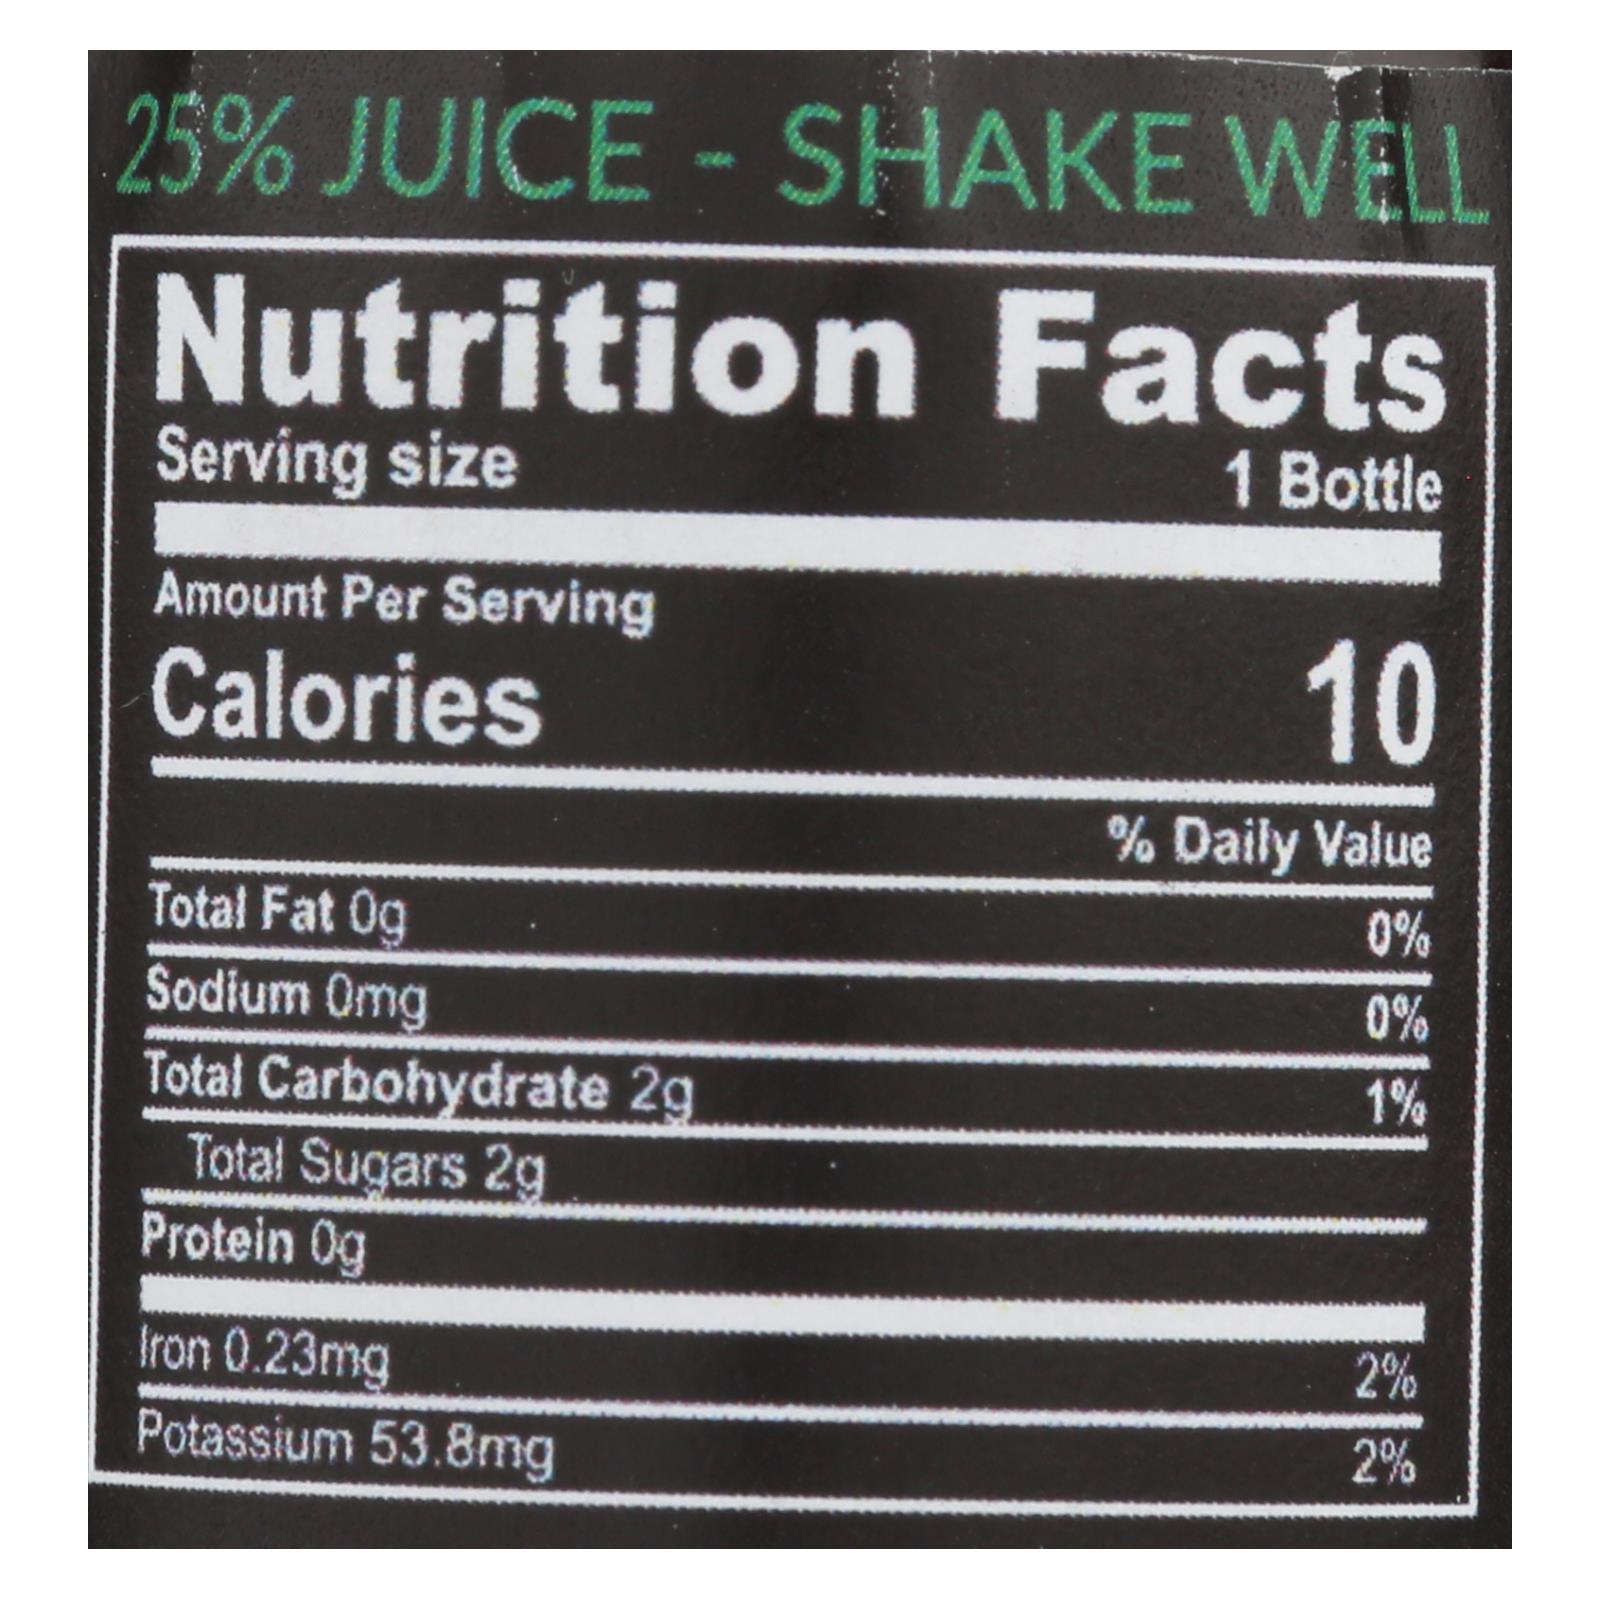 25% JUICE - SHAKE WELL
Nutrition Facts
Serving size 1 Bottle
Amount Per Serving
Calories 10
% Daily Value
Total Fat 0g 0%
Sodium 0mg 0%
Total Carbohydrate 2g 1%
Total Sugars 2g
Protein 0g
Iron 0.23mg 2%
Potassium 53.8mg 2%